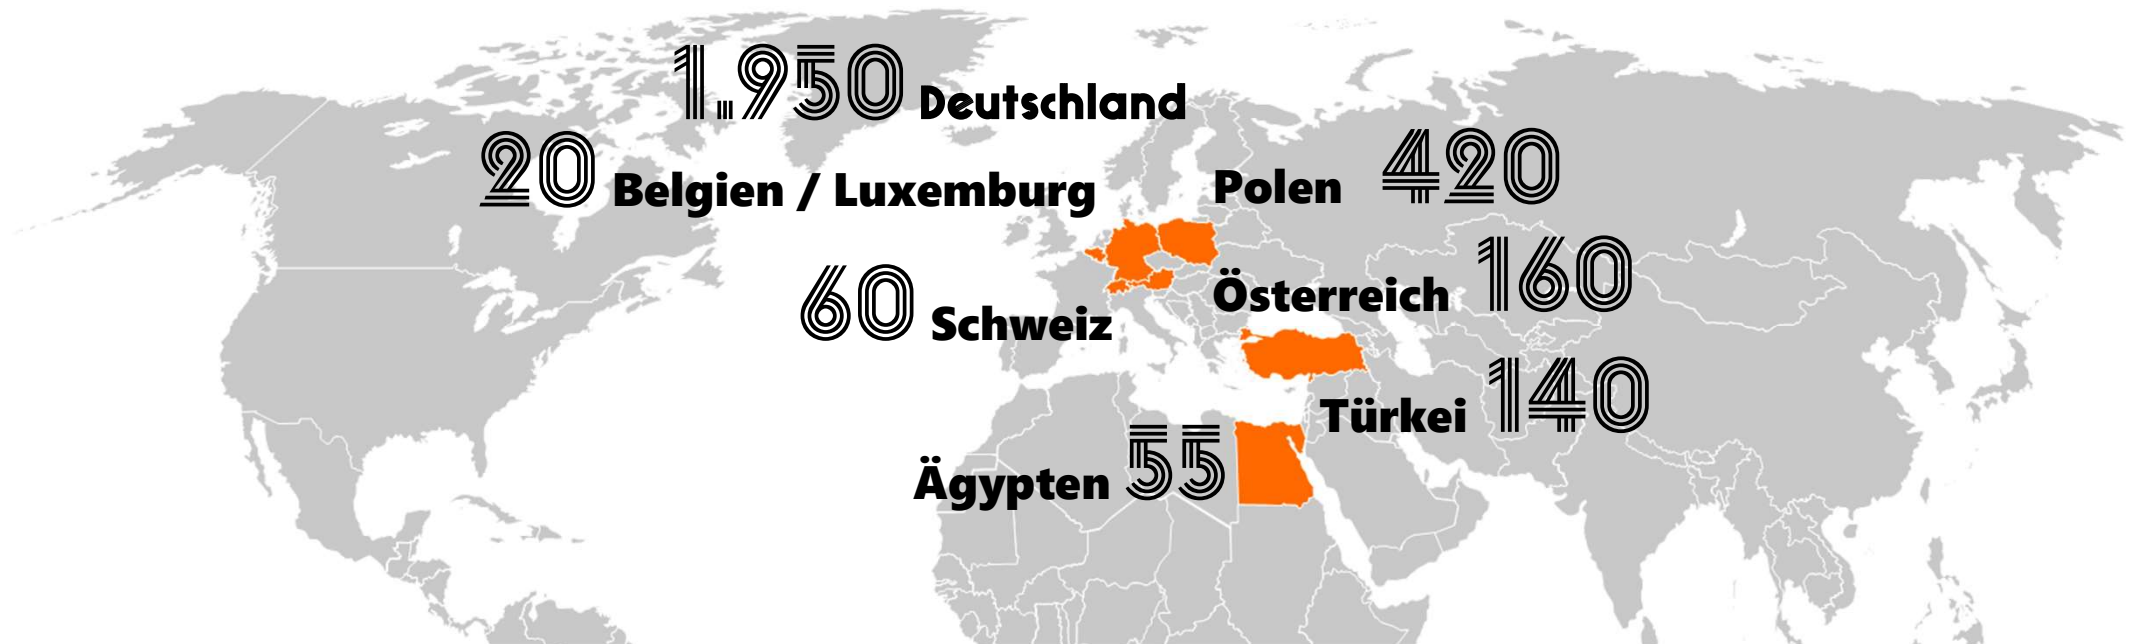 1.950 Deutschland
20 Belgien / Luxemburg
Polen 420
60 Schweiz
Österreich 160
Türkei 140
Ägypten 55